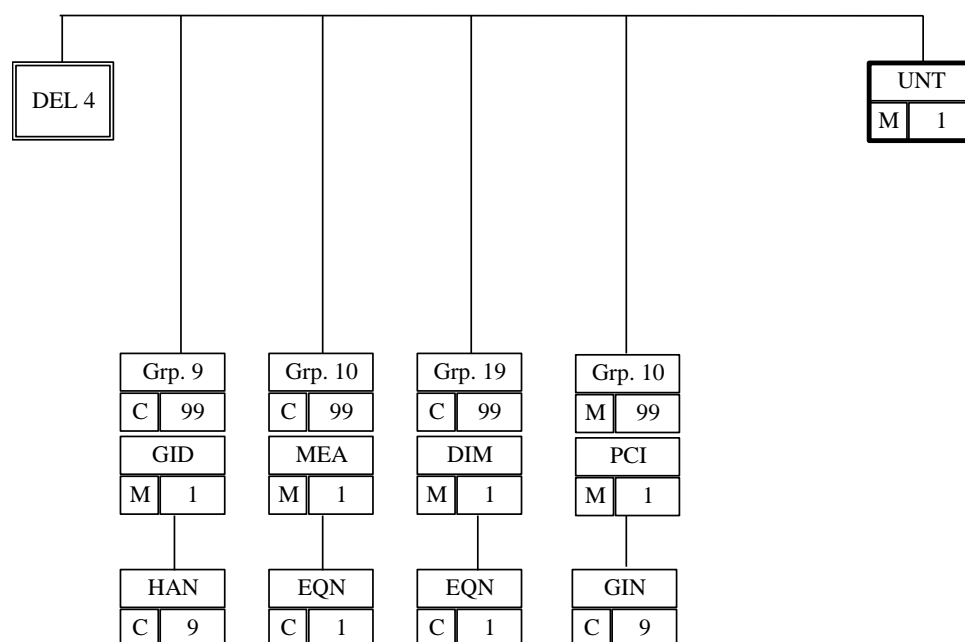 DEL 4
UNT
M 1
Grp. 9 Grp. 10 Grp. 19 Grp. 10
C 99 C 99 C 99 M 99
GID MEA DIM PCI
M 1 M 1 M 1 M 1
HAN EQN EQN GIN
C 9 C 1 C 1 C 9